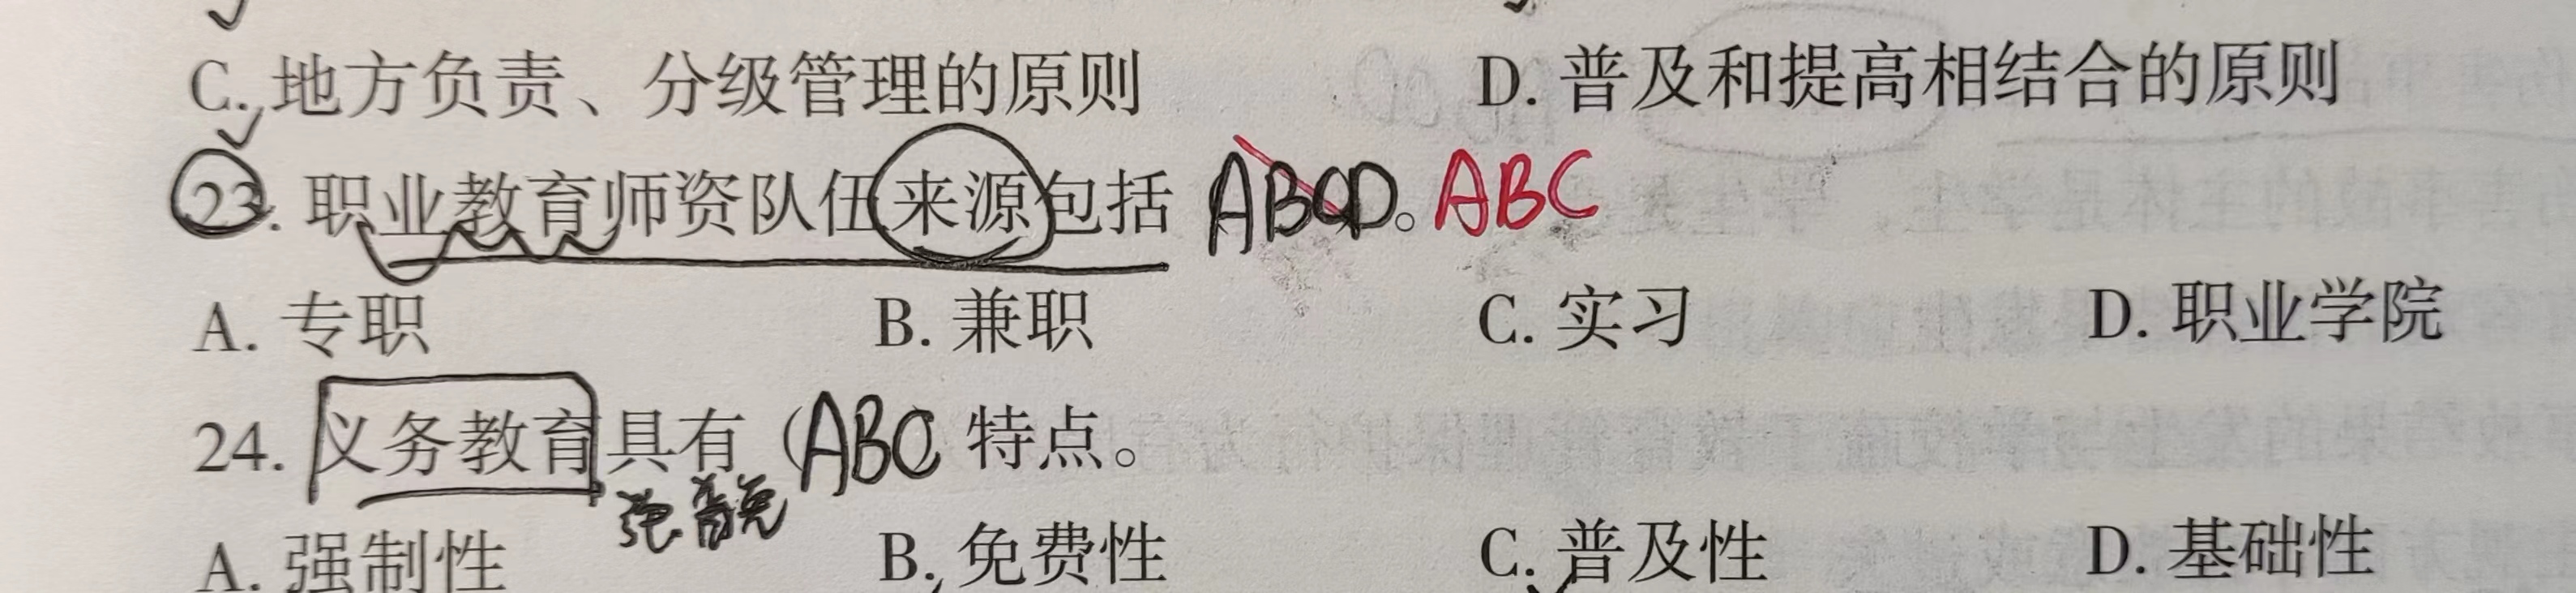 C. 地方负责、分级管理的原则 D. 普及和提高相结合的原则
23. 职业教育师资队伍来源包括 ABCD。 ABC
A. 专职 B. 兼职 C. 实习 D. 职业学院
24. 义务教育具有 (ABC 特点。
强 普免
A. 强制性 B. 免费性 C. 普及性 D. 基础性